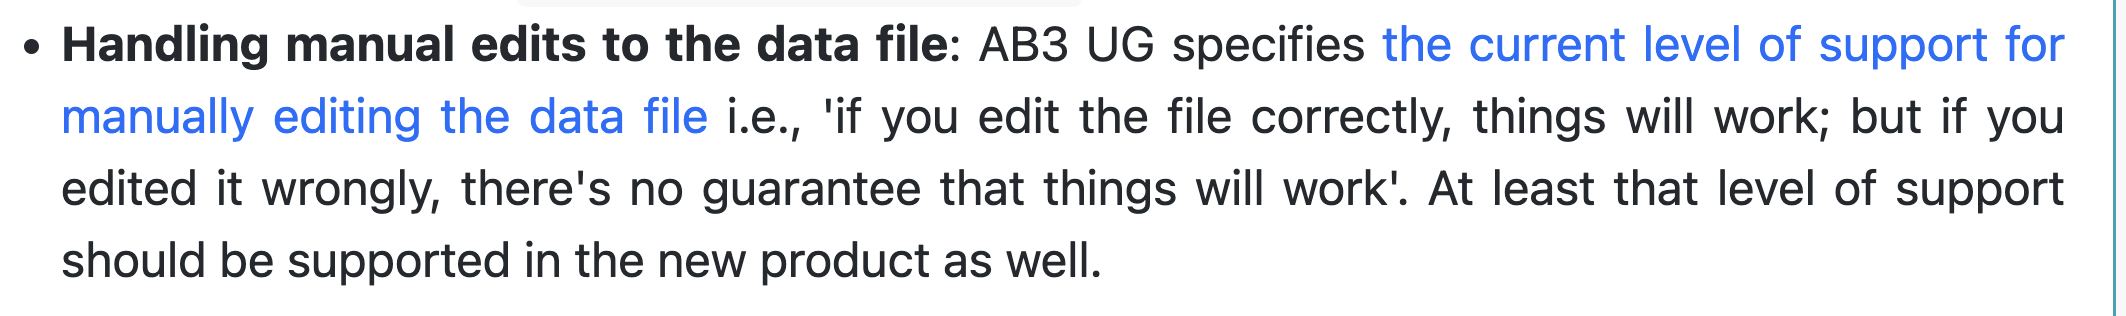 • Handling manual edits to the data file: AB3 UG specifies the current level of support for
manually editing the data file i.e., 'if you edit the file correctly, things will work; but if you
edited it wrongly, there's no guarantee that things will work'. At least that level of support
should be supported in the new product as well.